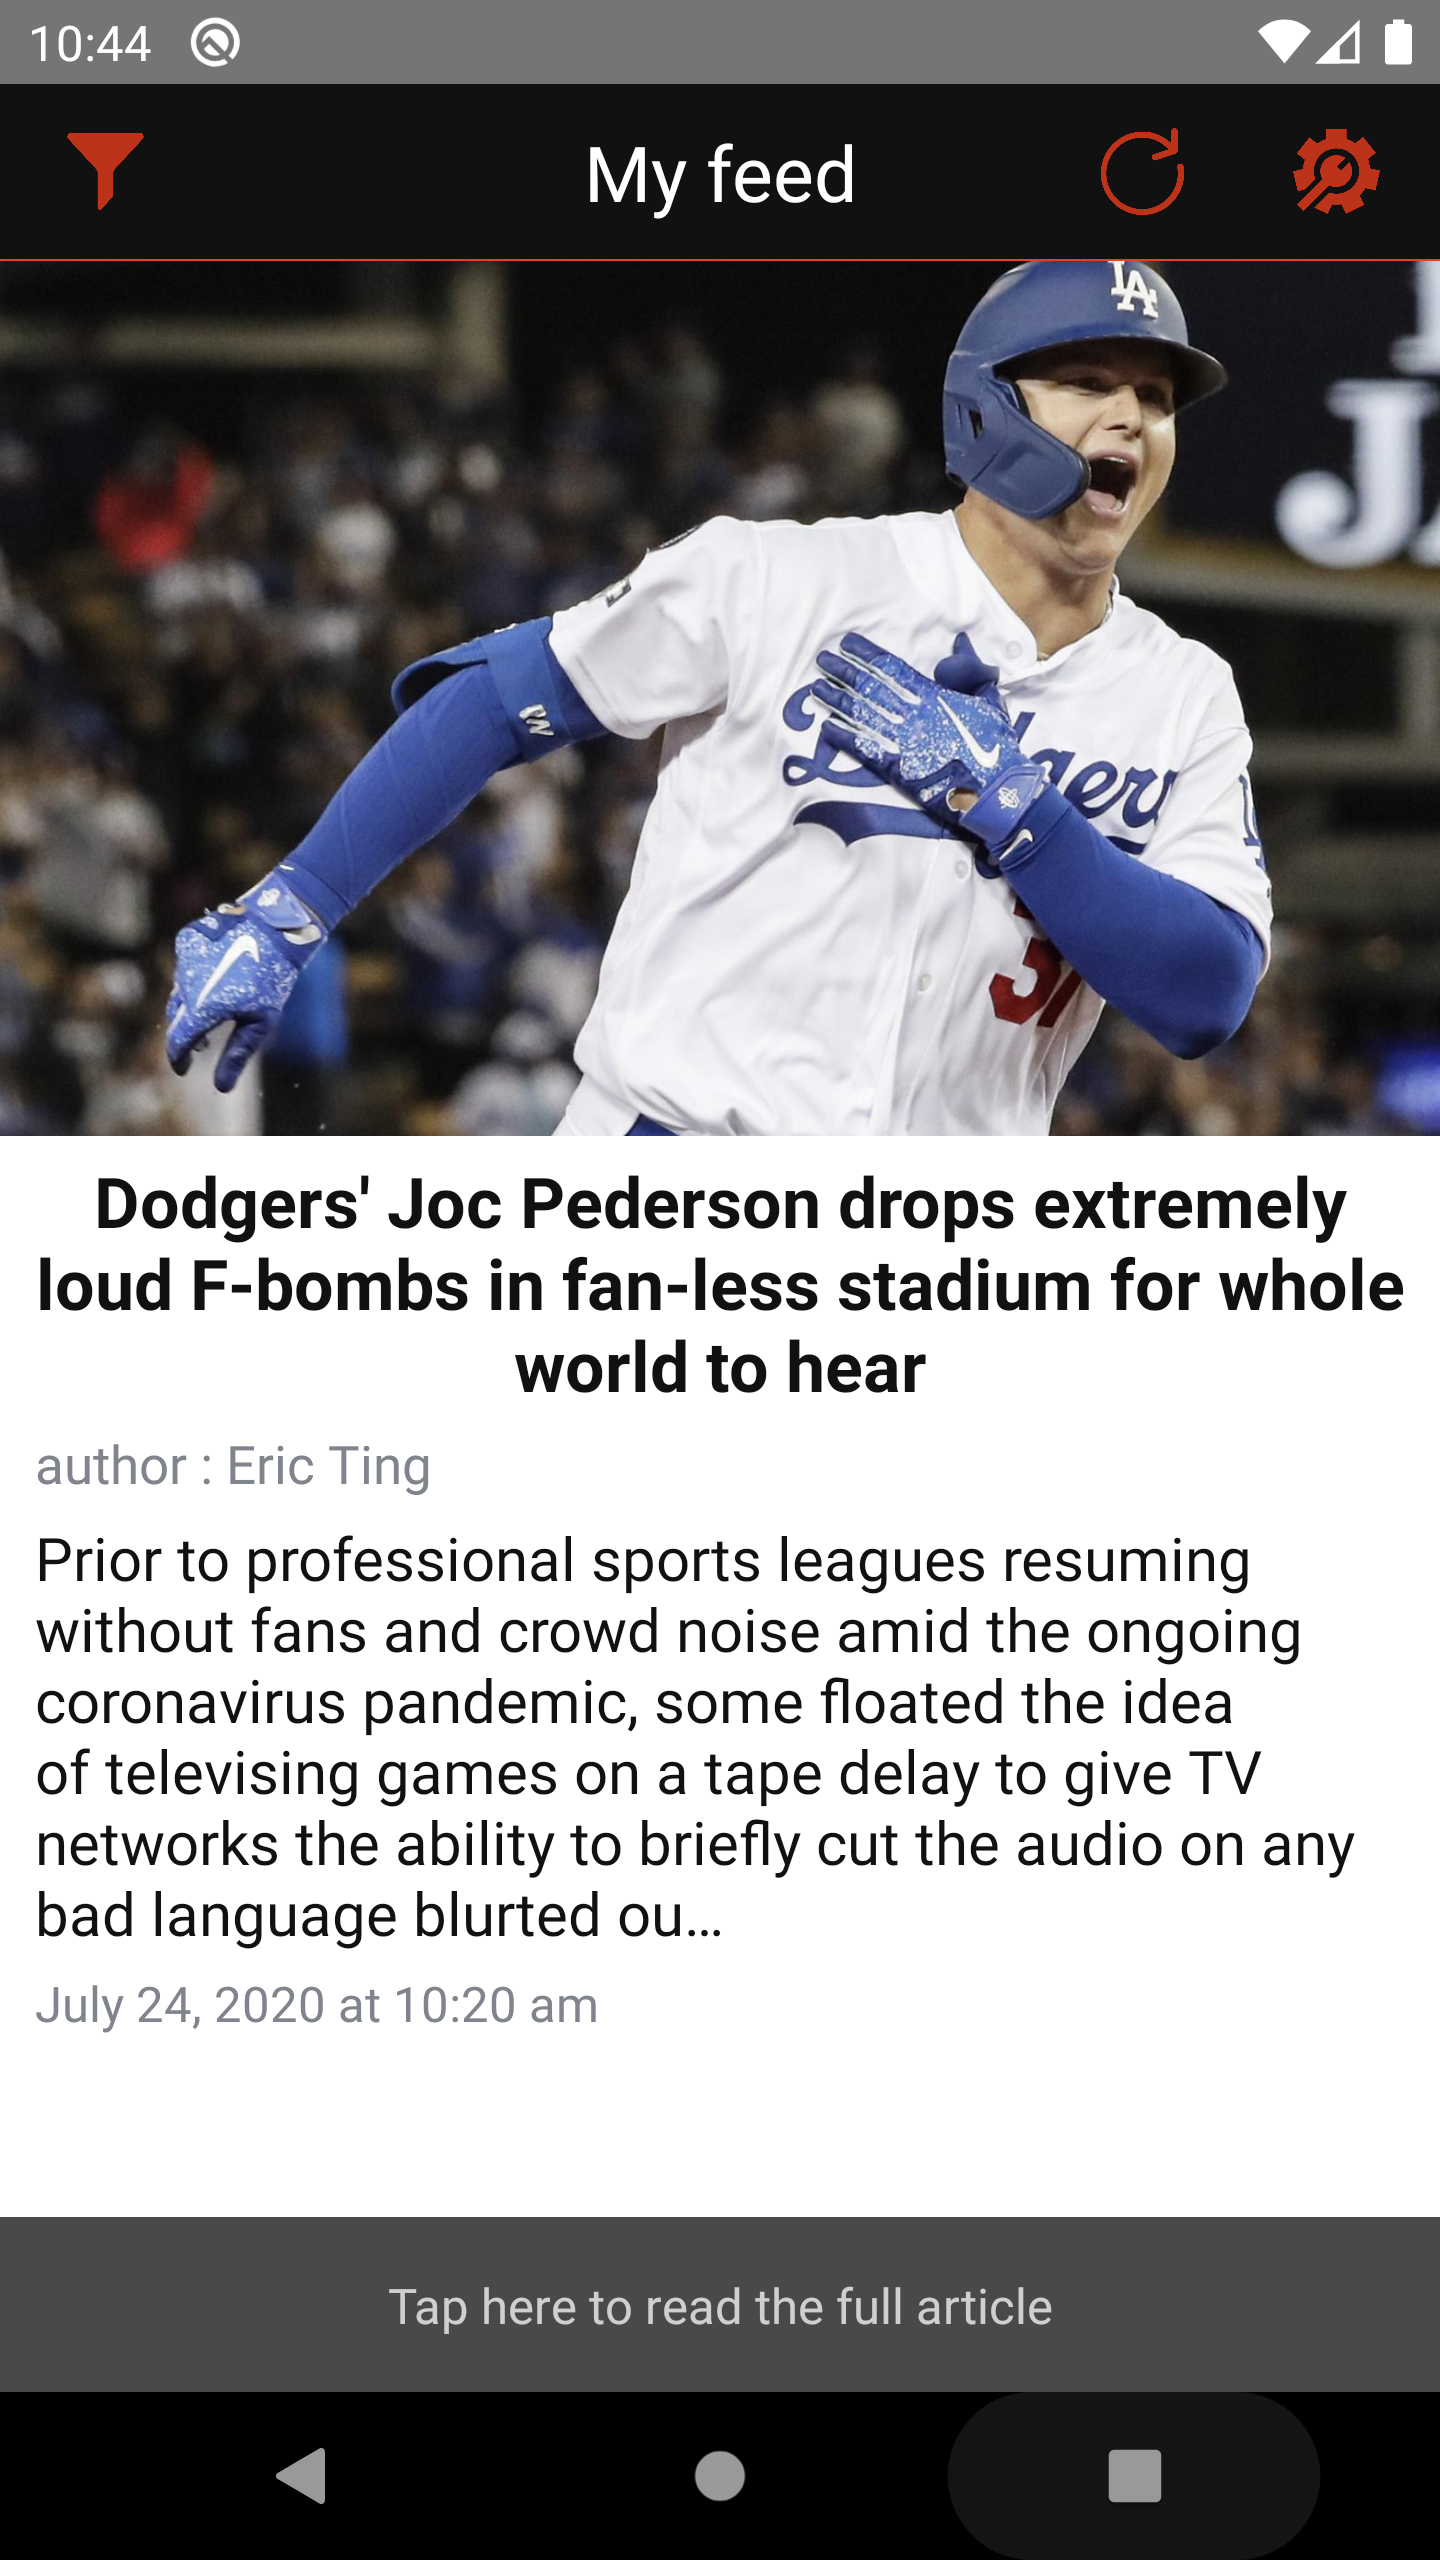 10:44
My feed
LA
J
Dodgers
31
Dodgers' Joc Pederson drops extremely
loud F-bombs in fan-less stadium for whole
world to hear
author : Eric Ting
Prior to professional sports leagues resuming
without fans and crowd noise amid the ongoing
coronavirus pandemic, some floated the idea
of televising games on a tape delay to give TV
networks the ability to briefly cut the audio on any
bad language blurted ou…
July 24, 2020 at 10:20 am
Tap here to read the full article